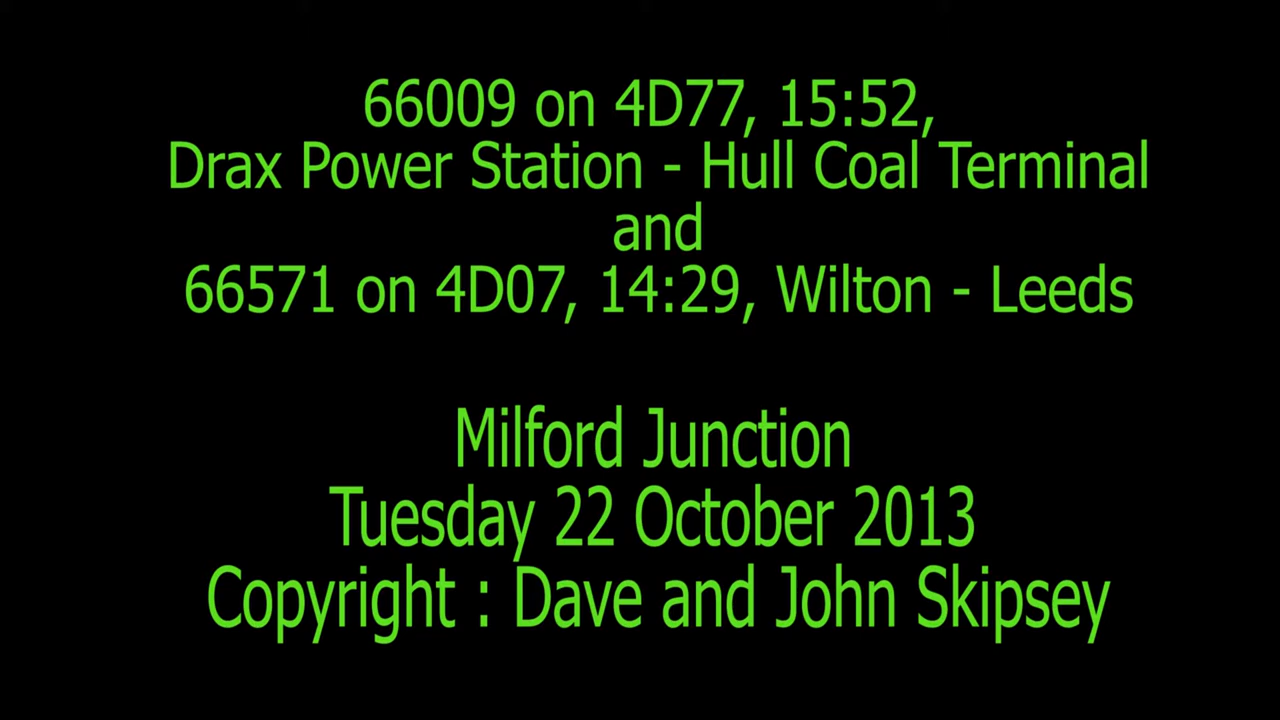 66009 on 4D77, 15:52,
Drax Power Station - Hull Coal Terminal
and
66571 on 4D07, 14:29, Wilton - Leeds
Milford Junction
Tuesday 22 October 2013
Copyright : Dave and John Skipsey